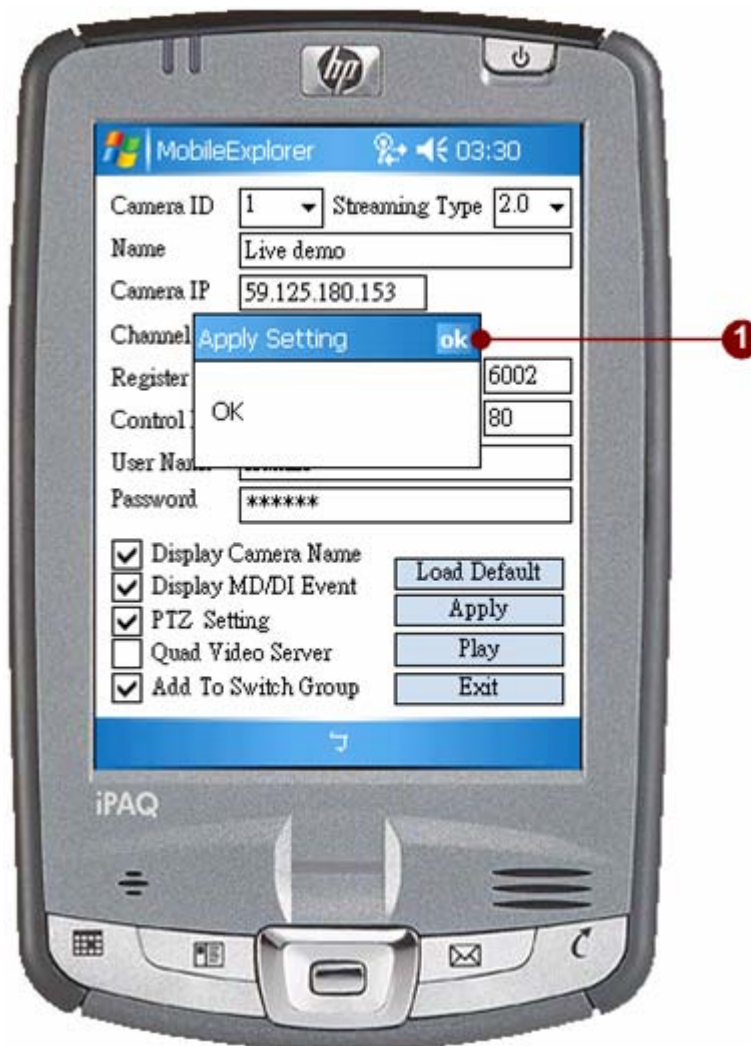 hp
MobileExplorer 03:30
Camera ID 1 Streaming Type 2.0
Name Live demo
Camera IP 59.125.180.153
Channel
Apply Setting ok
1
Register 6002
OK
Control 80
User Nam
Password ******
Display Camera Name
Load Default
Display MD/DI Event
Apply
PTZ Setting
Quad Video Server
Play
Add To Switch Group
Exit
iPAQ